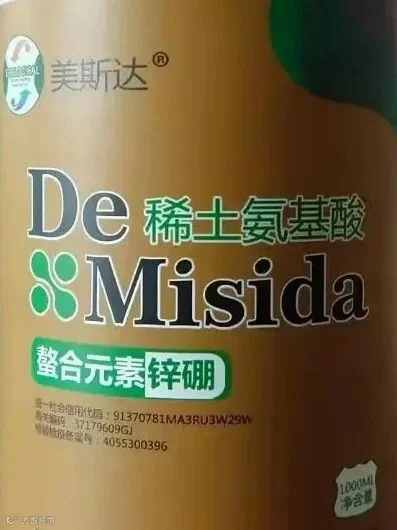 美斯达®
De 稀土氨基酸
Misida
螯合元素锌硼
统一社会信用代码：91370781MA3RU3W29W
海关编码：37179609GJ
检验检疫备案号：4055300396
1000ML
净含量